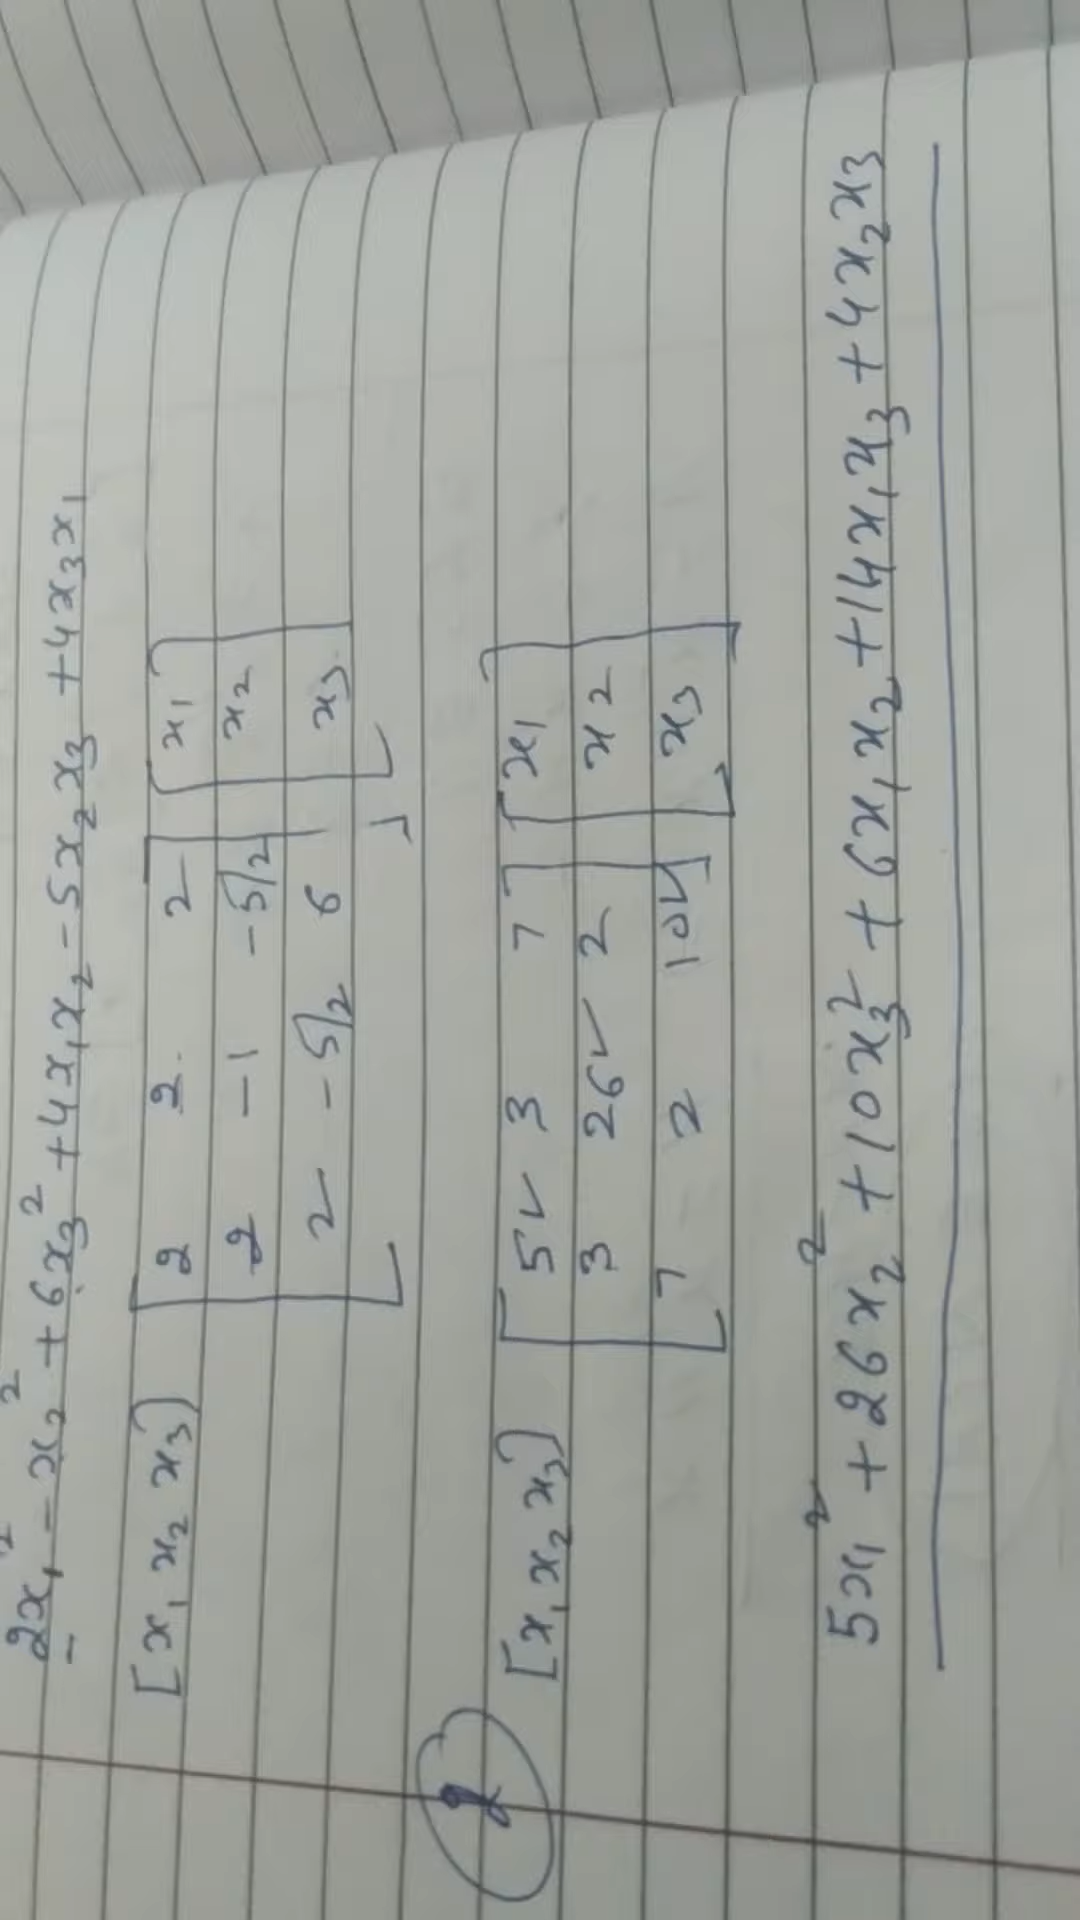 2x₁² - x₂² + 6x₃² + 4x₁x₂ - 5x₂x₃ + 4x₃x₁
[x₁ x₂ x₃] [2 2 2] [x₁]
2 -1 -5/2 x₂
2 -5/2 6 x₃
2 [x₁ x₂ x₃] [5✓ 3 7] [x₁]
3 26✓ 2 x₂
7 2 10✓ x₃
5x₁² + 26x₂² + 10x₃² + 6x₁x₂ + 14x₁x₃ + 4x₂x₃